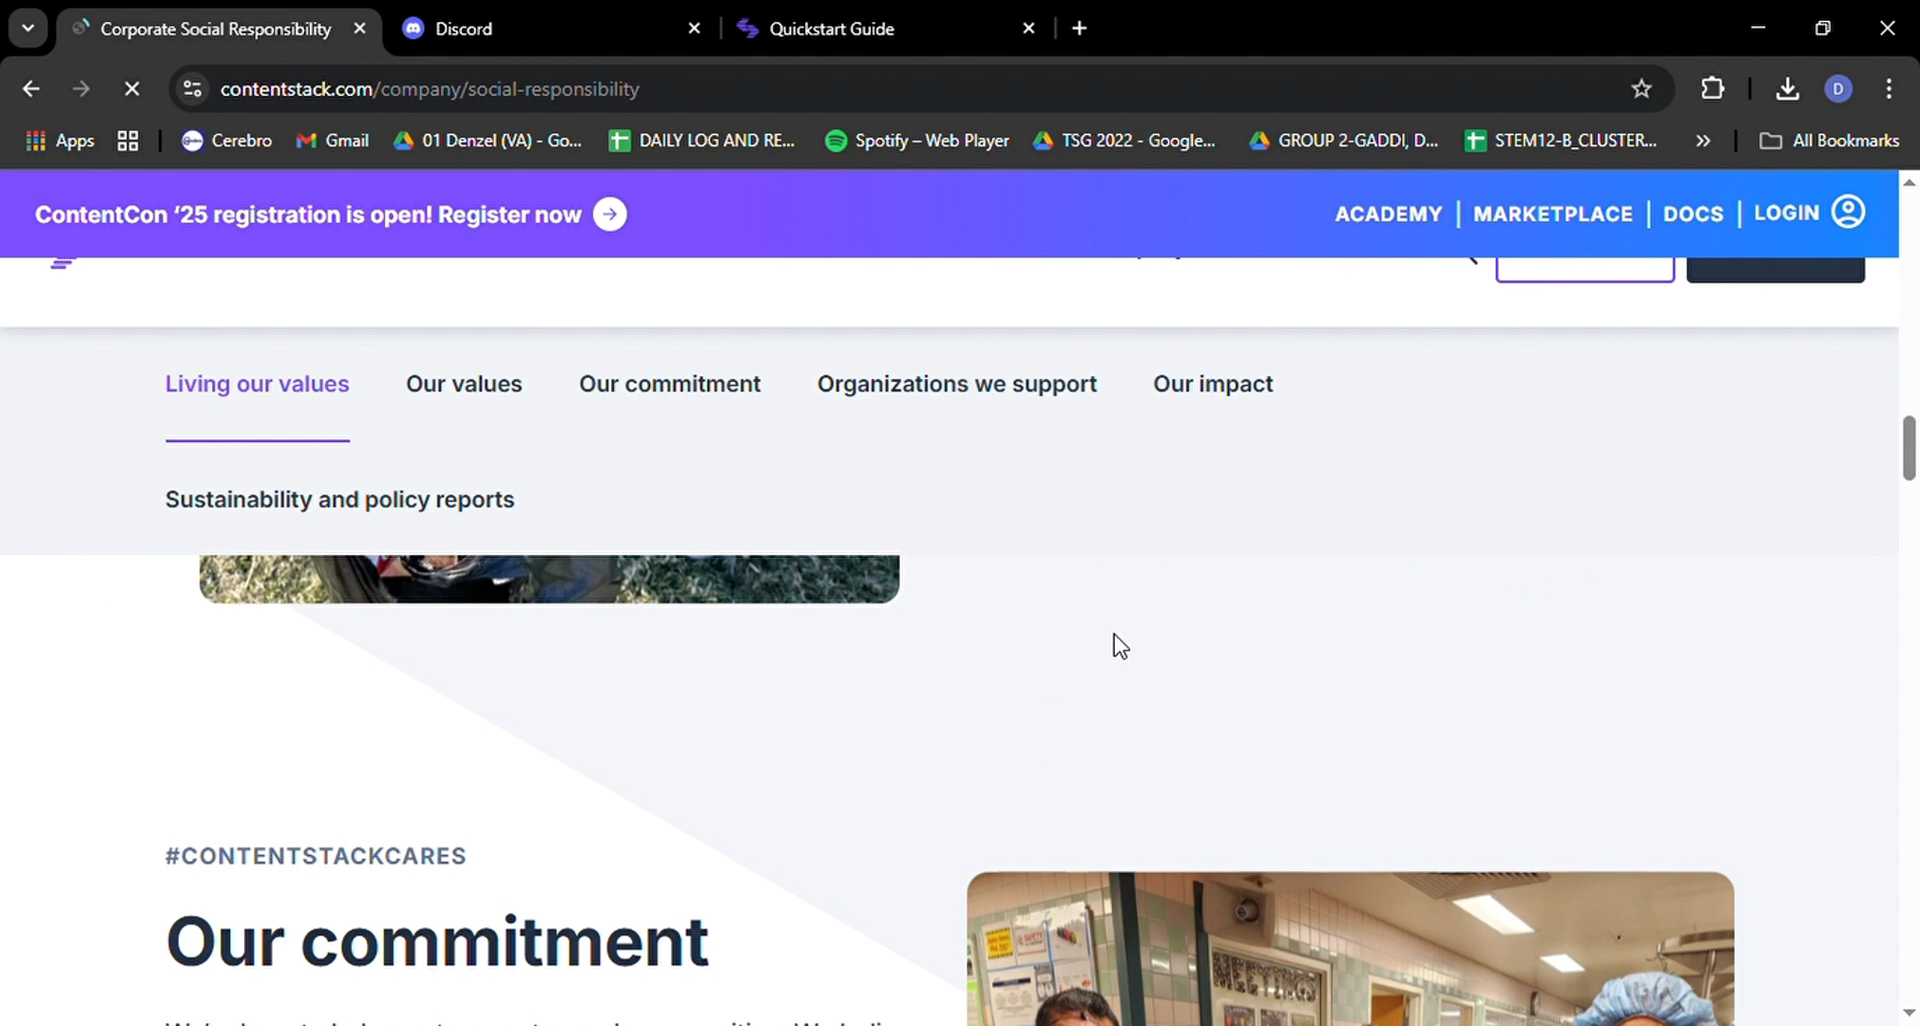 Corporate Social Responsibility
Discord
Quickstart Guide
contentstack.com/company/social-responsibility
D
Apps
Cerebro
Gmail
01 Denzel (VA) - Go...
DAILY LOG AND RE...
Spotify – Web Player
TSG 2022 - Google...
GROUP 2-GADDI, D...
STEM12-B_CLUSTER...
»
All Bookmarks
ContentCon ‘25 registration is open! Register now
ACADEMY | MARKETPLACE | DOCS | LOGIN
Living our values
Our values
Our commitment
Organizations we support
Our impact
Sustainability and policy reports
#CONTENTSTACKCARES
Our commitment